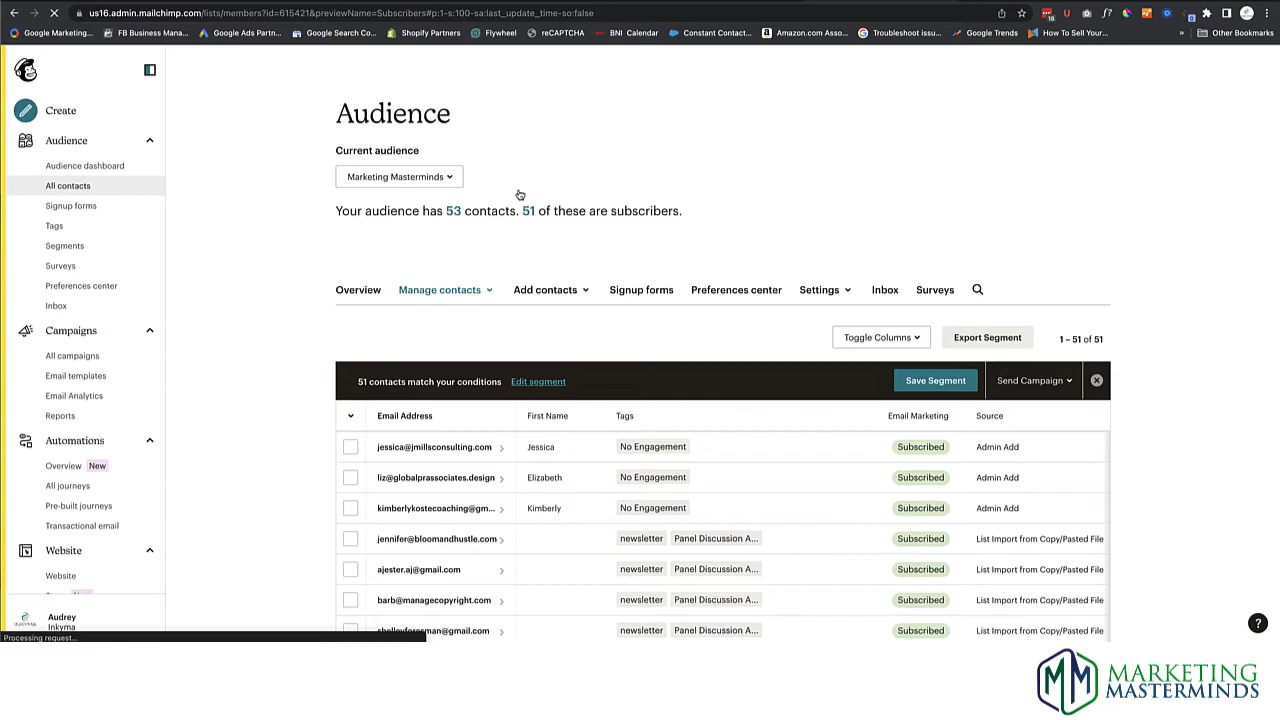 us16.admin.mailchimp.com/lists/members?id=615421&previewName=Subscribers#p:1-s:100-sa:last_update_time-so:false
Google Marketing... FB Business Mana... Google Ads Partn... Google Search Co... Shopify Partners Flywheel reCAPTCHA BNI Calendar Constant Contact... Amazon.com Asso... Troubleshoot issu... Google Trends How To Sell Your... » Other Bookmarks
Create
Audience
Audience dashboard
All contacts
Signup forms
Tags
Segments
Surveys
Preferences center
Inbox
Campaigns
All campaigns
Email templates
Email Analytics
Reports
Automations
Overview New
All journeys
Pre-built journeys
Transactional email
Website
Website
INKYMA
Audrey
Inkyma
Processing request...
Audience
Current audience
Marketing Masterminds
Your audience has 53 contacts. 51 of these are subscribers.
Overview Manage contacts Add contacts Signup forms Preferences center Settings Inbox Surveys
Toggle Columns Export Segment 1 – 51 of 51
51 contacts match your conditions Edit segment Save Segment Send Campaign
Email Address First Name Tags Email Marketing Source
jessica@jmillsconsulting.com Jessica No Engagement Subscribed Admin Add
liz@globalprassociates.design Elizabeth No Engagement Subscribed Admin Add
kimberlykostecoaching@gm... Kimberly No Engagement Subscribed Admin Add
jennifer@bloomandhustle.com newsletter Panel Discussion A... Subscribed List Import from Copy/Pasted File
ajester.aj@gmail.com newsletter Panel Discussion A... Subscribed List Import from Copy/Pasted File
barb@managecopyright.com newsletter Panel Discussion A... Subscribed List Import from Copy/Pasted File
newsletter Panel Discussion A... Subscribed List Import from Copy/Pasted File
?
MARKETING
MASTERMINDS